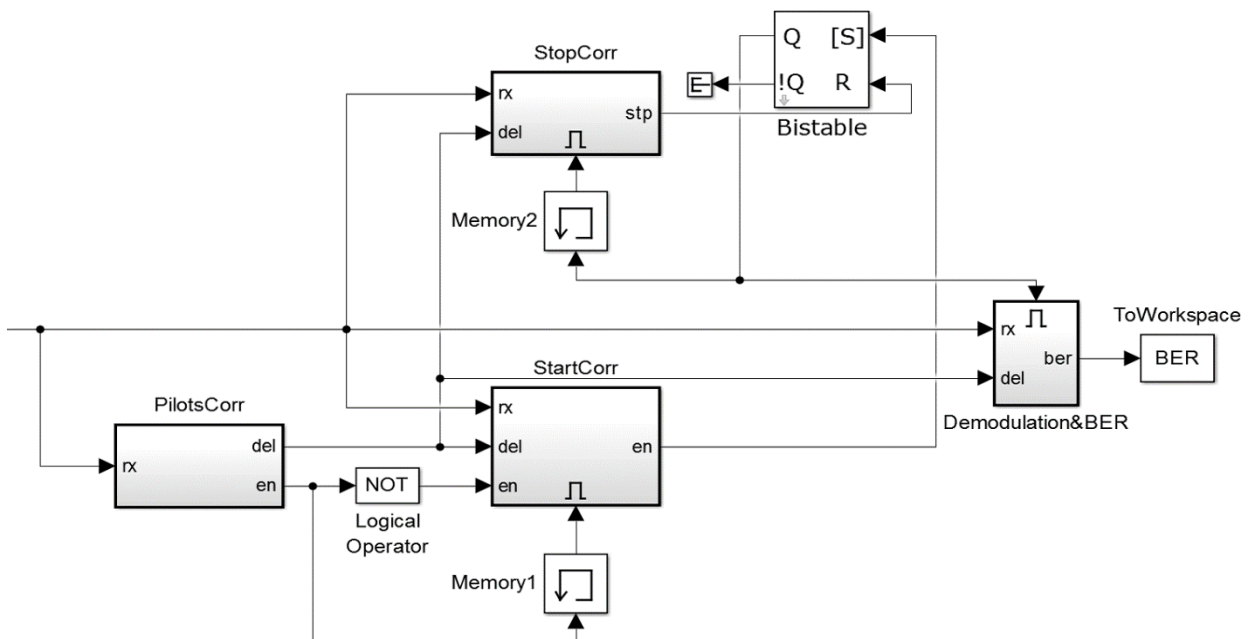 StopCorr
rx
del
stp
Q [S]
!Q R
Bistable
Memory2
ToWorkspace
rx
ber
del
BER
Demodulation&BER
StartCorr
rx
del
en
en
PilotsCorr
rx
del
en
NOT
Logical
Operator
Memory1